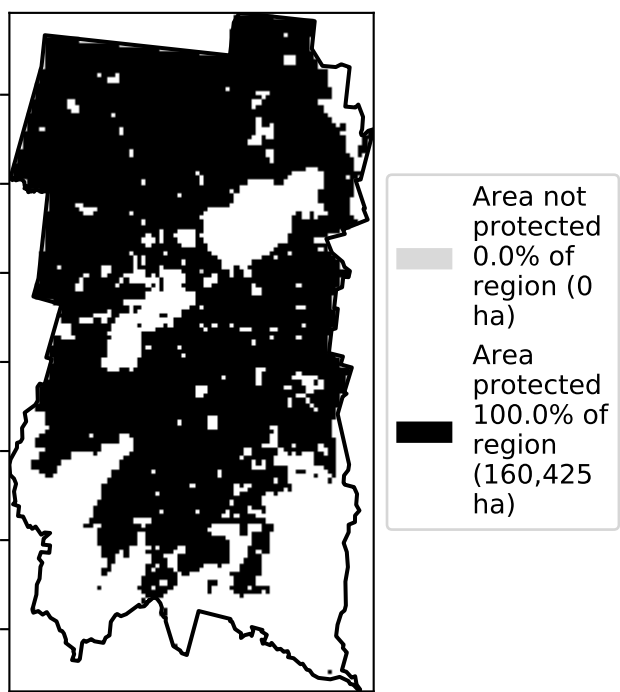 Area not
protected
0.0% of
region (0
ha)
Area
protected
100.0% of
region
(160,425
ha)